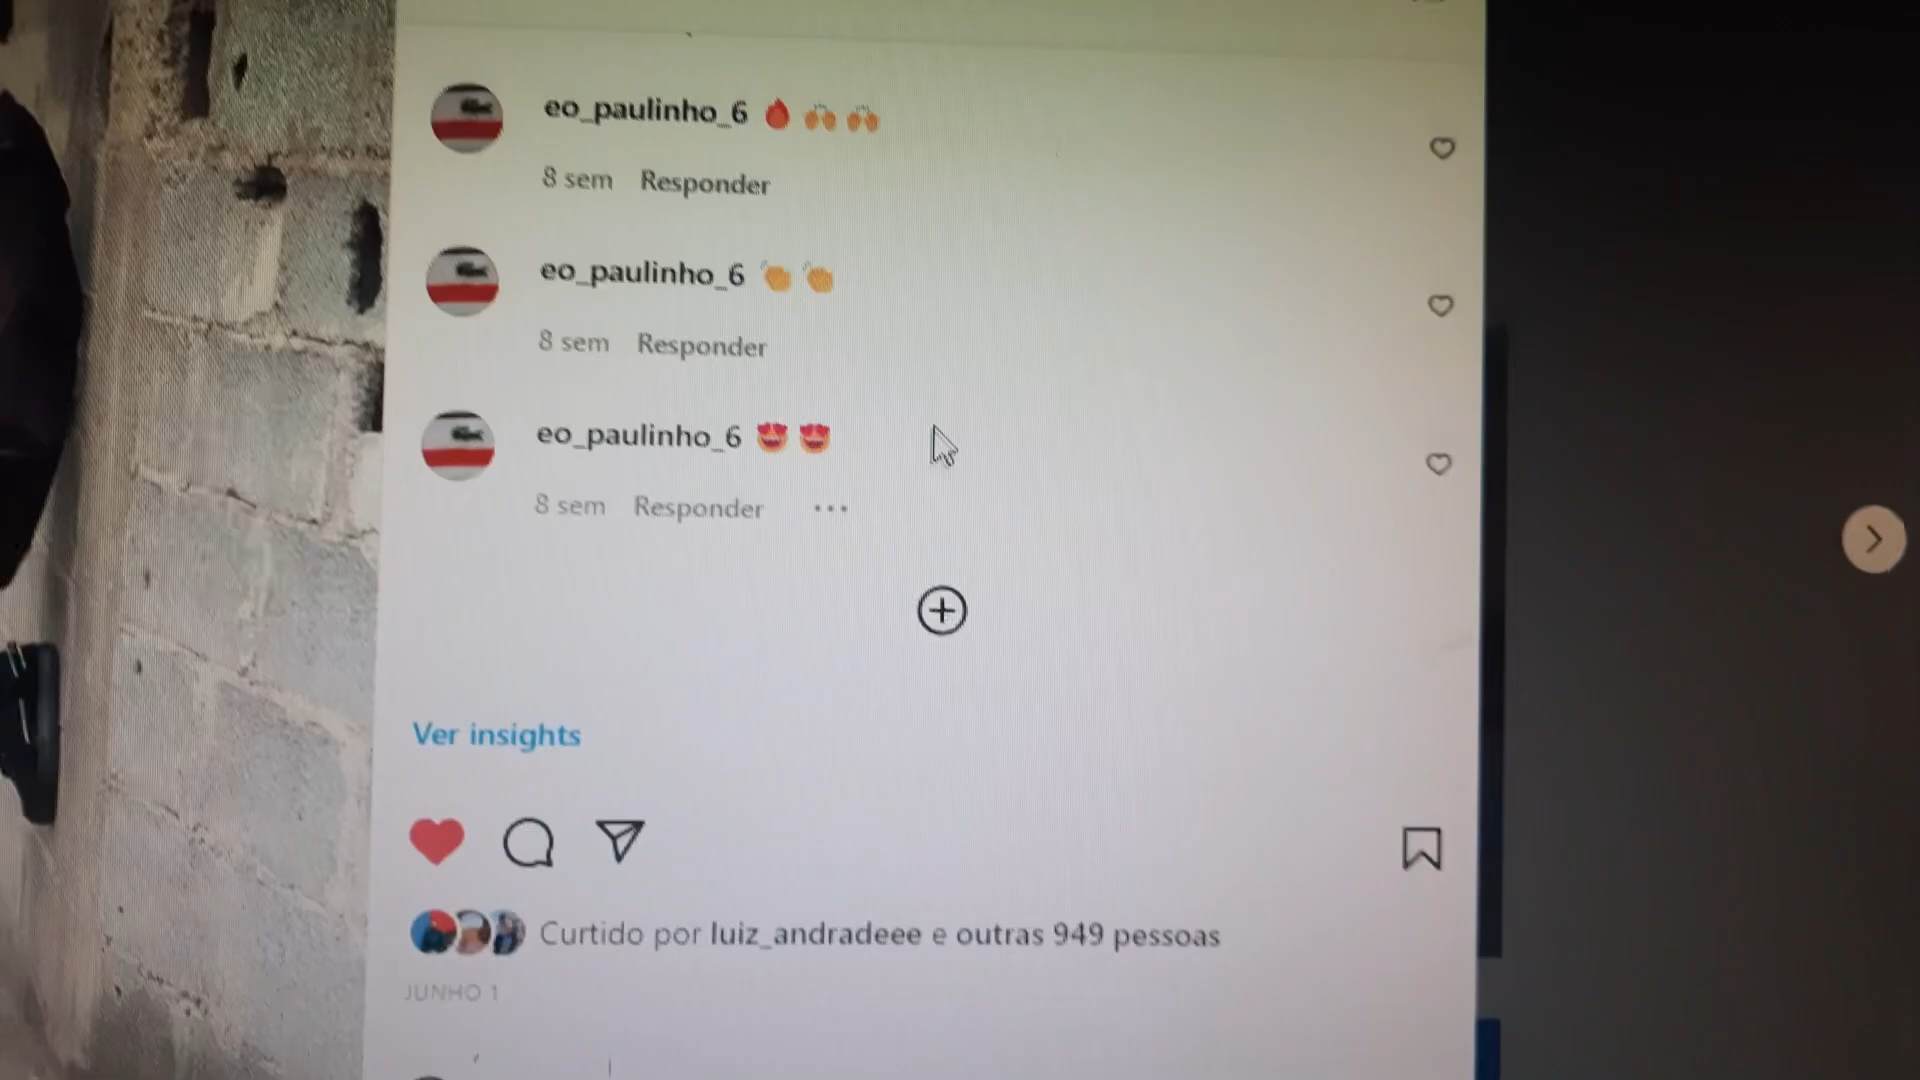 eo_paulinho_6 🔥 🙌 🙌
8 sem Responder
eo_paulinho_6 👏 👏
8 sem Responder
eo_paulinho_6 😍 😍
8 sem Responder ...
Ver insights
Curtido por luiz_andradeee e outras 949 pessoas
JUNHO 1